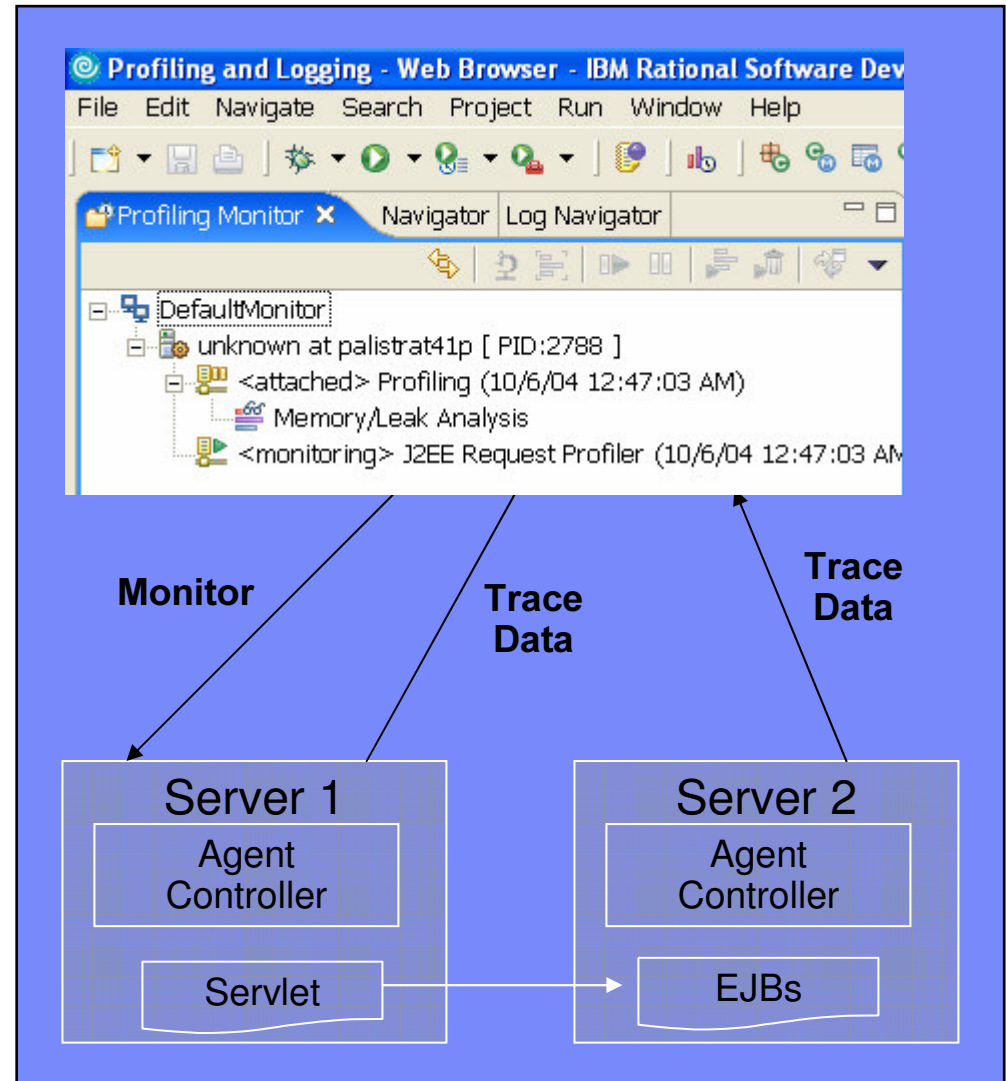 Profiling and Logging - Web Browser - IBM Rational Software Dev
File Edit Navigate Search Project Run Window Help
Profiling Monitor Navigator Log Navigator
DefaultMonitor
unknown at palistrat41p [ PID:2788 ]
<attached> Profiling (10/6/04 12:47:03 AM)
Memory/Leak Analysis
<monitoring> J2EE Request Profiler (10/6/04 12:47:03 AM
Monitor
Trace
Data
Trace
Data
Server 1
Agent
Controller
Servlet
Server 2
Agent
Controller
EJBs